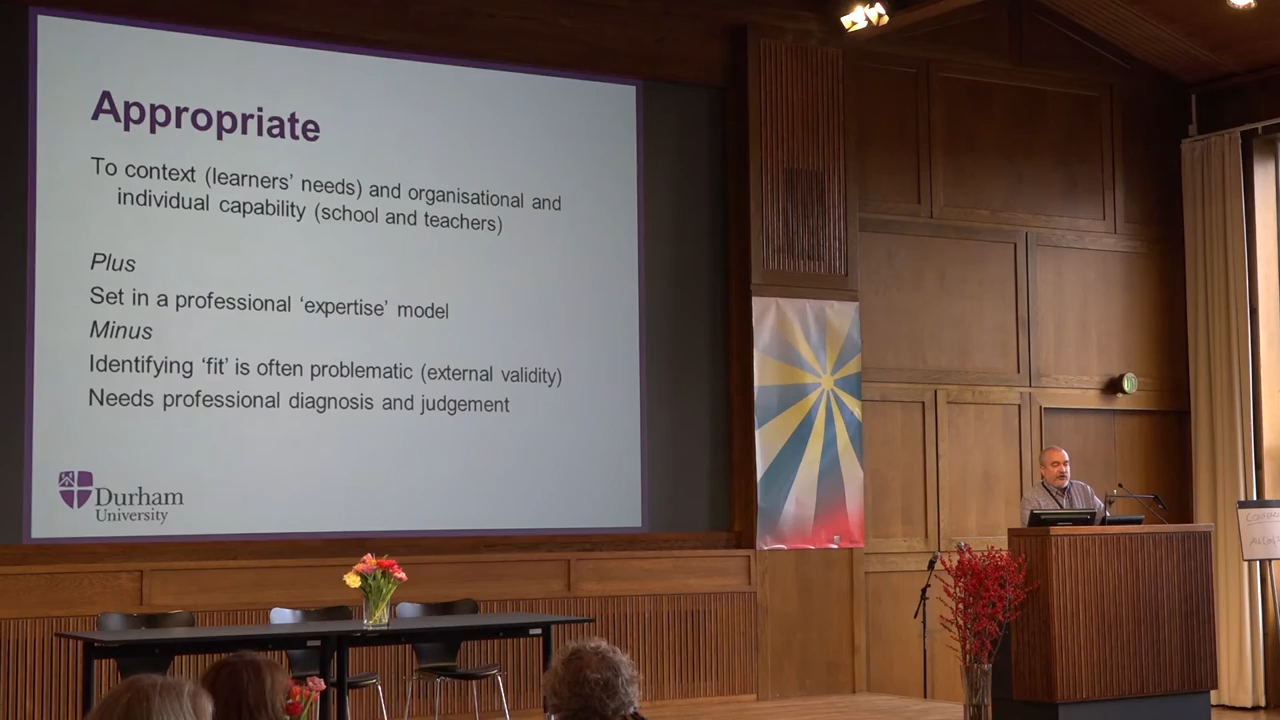 Appropriate
To context (learners’ needs) and organisational and
individual capability (school and teachers)
Plus
Set in a professional ‘expertise’ model
Minus
Identifying ‘fit’ is often problematic (external validity)
Needs professional diagnosis and judgement
Durham
University